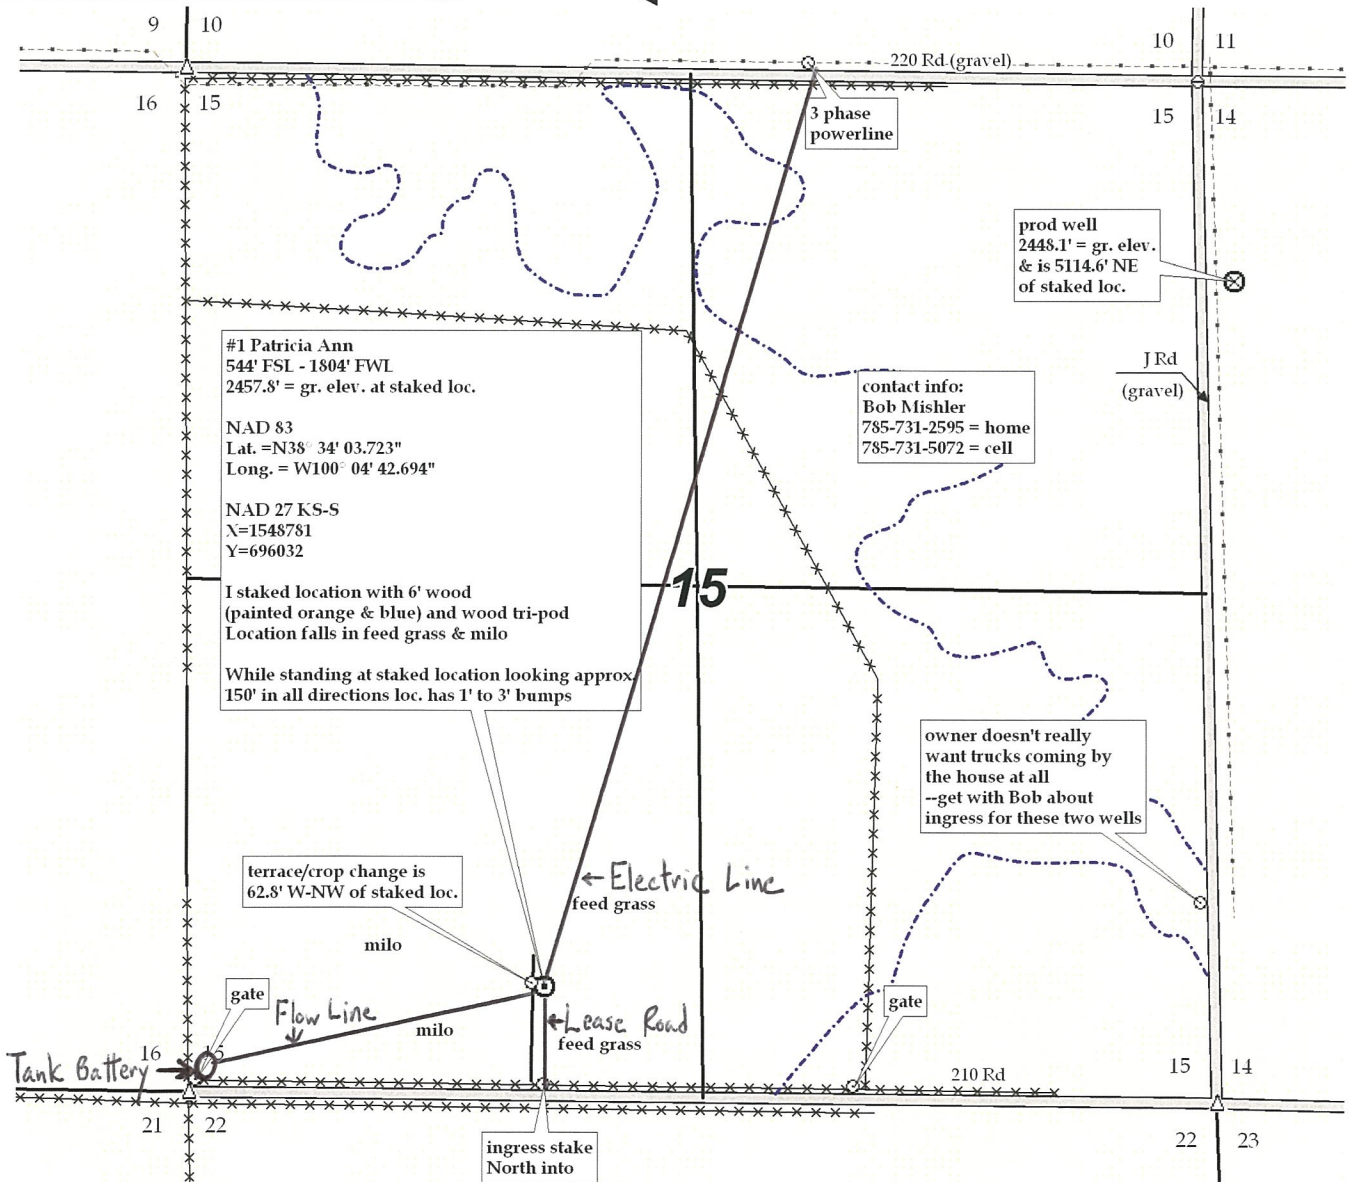 9
10
10
11
220 Rd (gravel)
16
15
15
14
3 phase
powerline
prod well
2448.1' = gr. elev.
& is 5114.6' NE
of staked loc.
#1 Patricia Ann
544' FSL - 1804' FWL
2457.8' = gr. elev. at staked loc.
NAD 83
Lat. =N38° 34' 03.723"
Long. = W100° 04' 42.694"
NAD 27 KS-S
X=1548781
Y=696032
I staked location with 6' wood
(painted orange & blue) and wood tri-pod
Location falls in feed grass & milo
While standing at staked location looking approx.
150' in all directions loc. has 1' to 3' bumps
J Rd
(gravel)
contact info:
Bob Mishler
785-731-2595 = home
785-731-5072 = cell
15
owner doesn't really
want trucks coming by
the house at all
--get with Bob about
ingress for these two wells
terrace/crop change is
62.8' W-NW of staked loc.
←Electric Line
feed grass
milo
gate
Flow Line
milo
←Lease Road
feed grass
gate
Tank Battery
16
15
210 Rd
15
14
21
22
22
23
ingress stake
North into